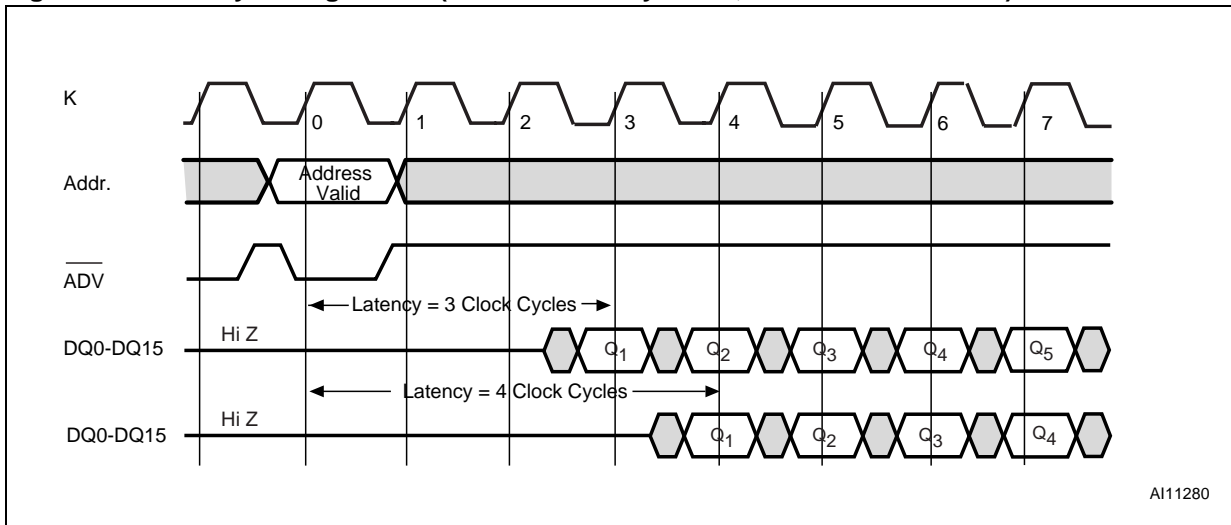 K
0 1 2 3 4 5 6 7
Addr.
Address
Valid
ADV
Latency = 3 Clock Cycles
DQ0-DQ15 Hi Z Q1 Q2 Q3 Q4 Q5
Latency = 4 Clock Cycles
DQ0-DQ15 Hi Z Q1 Q2 Q3 Q4
AI11280